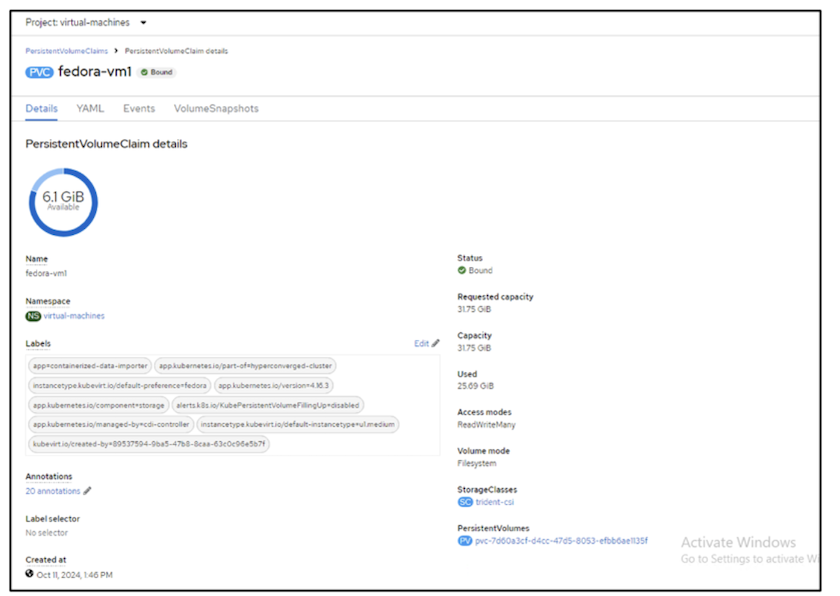 Project: virtual-machines
PersistentVolumeClaims > PersistentVolumeClaim details
PVC fedora-vm1 Bound
Details YAML Events VolumeSnapshots
PersistentVolumeClaim details
6.1 GiB
Available
Name
fedora-vm1
Namespace
NS virtual-machines
Labels
Edit
app=containerized-data-importer app.kubernetes.io/part-of=hyperconverged-cluster
instancetype.kubevirt.io/default-preference=fedora app.kubernetes.io/version=4.16.3
app.kubernetes.io/component=storage alerts.k8s.io/KubePersistentVolumeFillingUp=disabled
app.kubernetes.io/managed-by=cdi-controller instancetype.kubevirt.io/default-instancetype=u1.medium
kubevirt.io/created-by=89537594-9ba5-47b8-8caa-63c0c96e5b7f
Annotations
20 annotations
Label selector
No selector
Created at
Oct 11, 2024, 1:46 PM
Status
Bound
Requested capacity
31.75 GiB
Capacity
31.75 GiB
Used
25.69 GiB
Access modes
ReadWriteMany
Volume mode
Filesystem
StorageClasses
SC trident-csi
PersistentVolumes
PV pvc-7d60a3cf-d4cc-47d5-8053-efbb6ae1135f
Activate Windows
Go to Settings to activate Wi